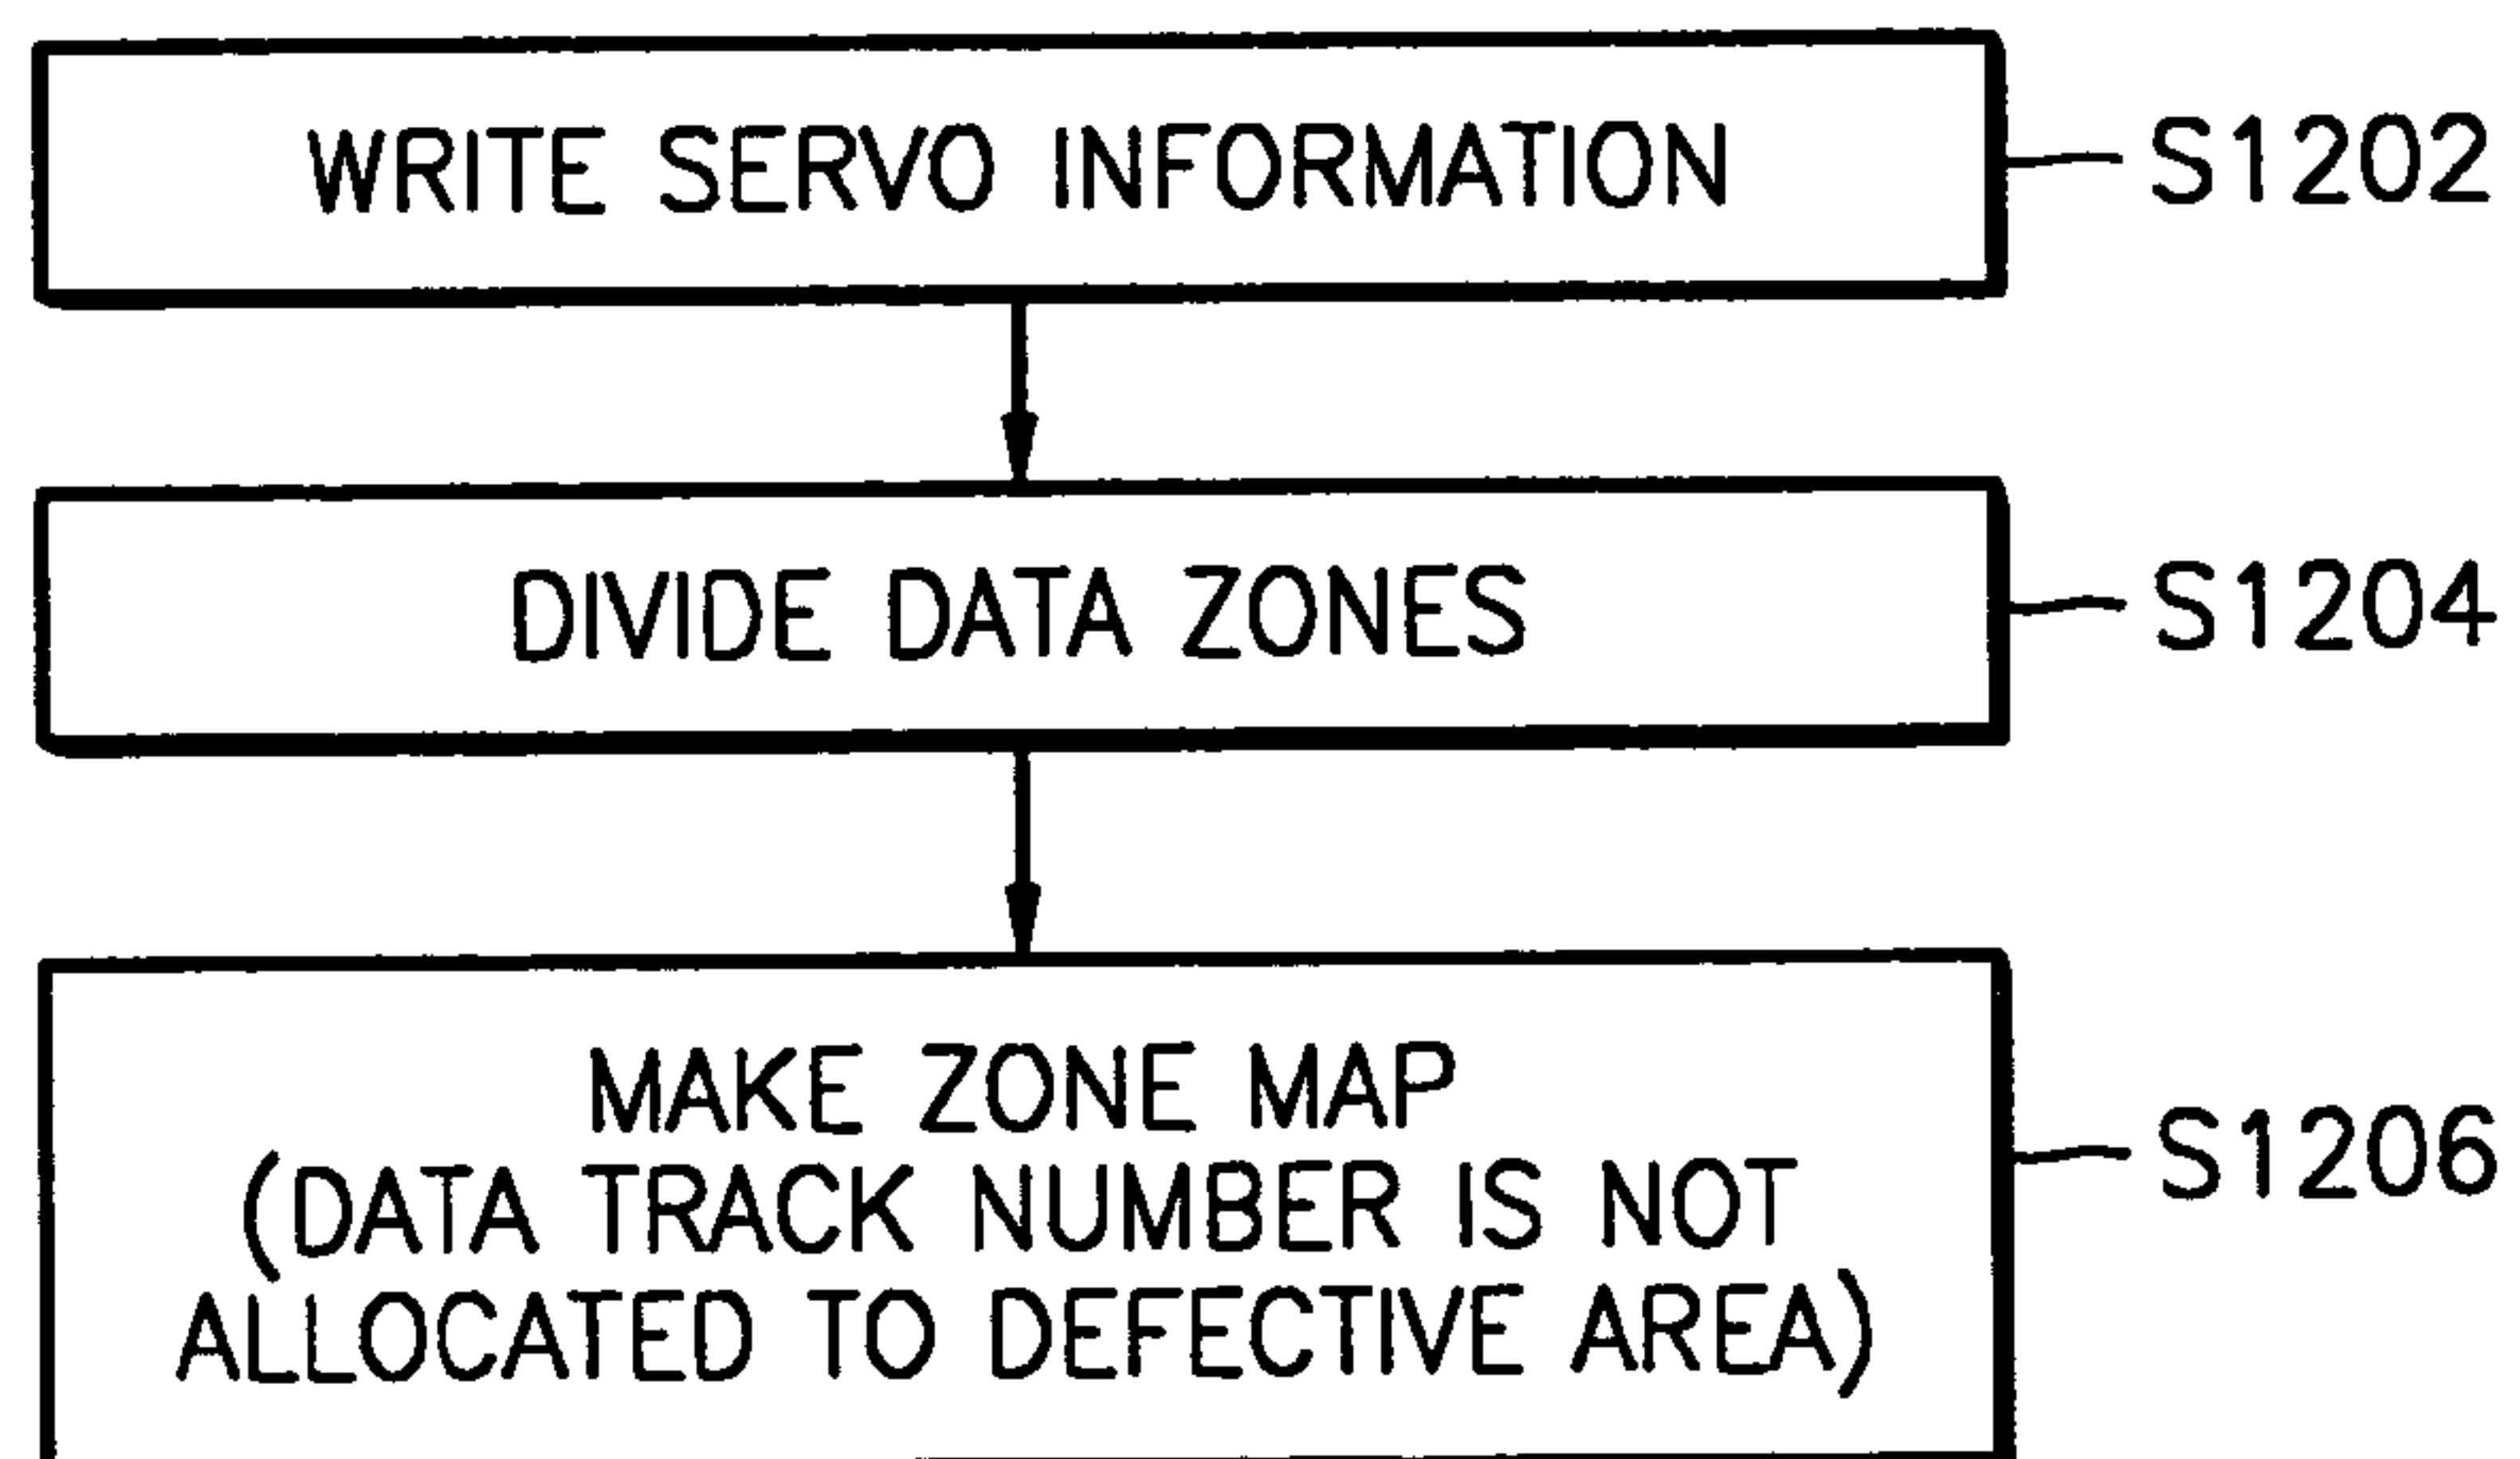 WRITE SERVO INFORMATION
S1202
DIVIDE DATA ZONES
S1204
MAKE ZONE MAP
(DATA TRACK NUMBER IS NOT
ALLOCATED TO DEFECTIVE AREA)
S1206